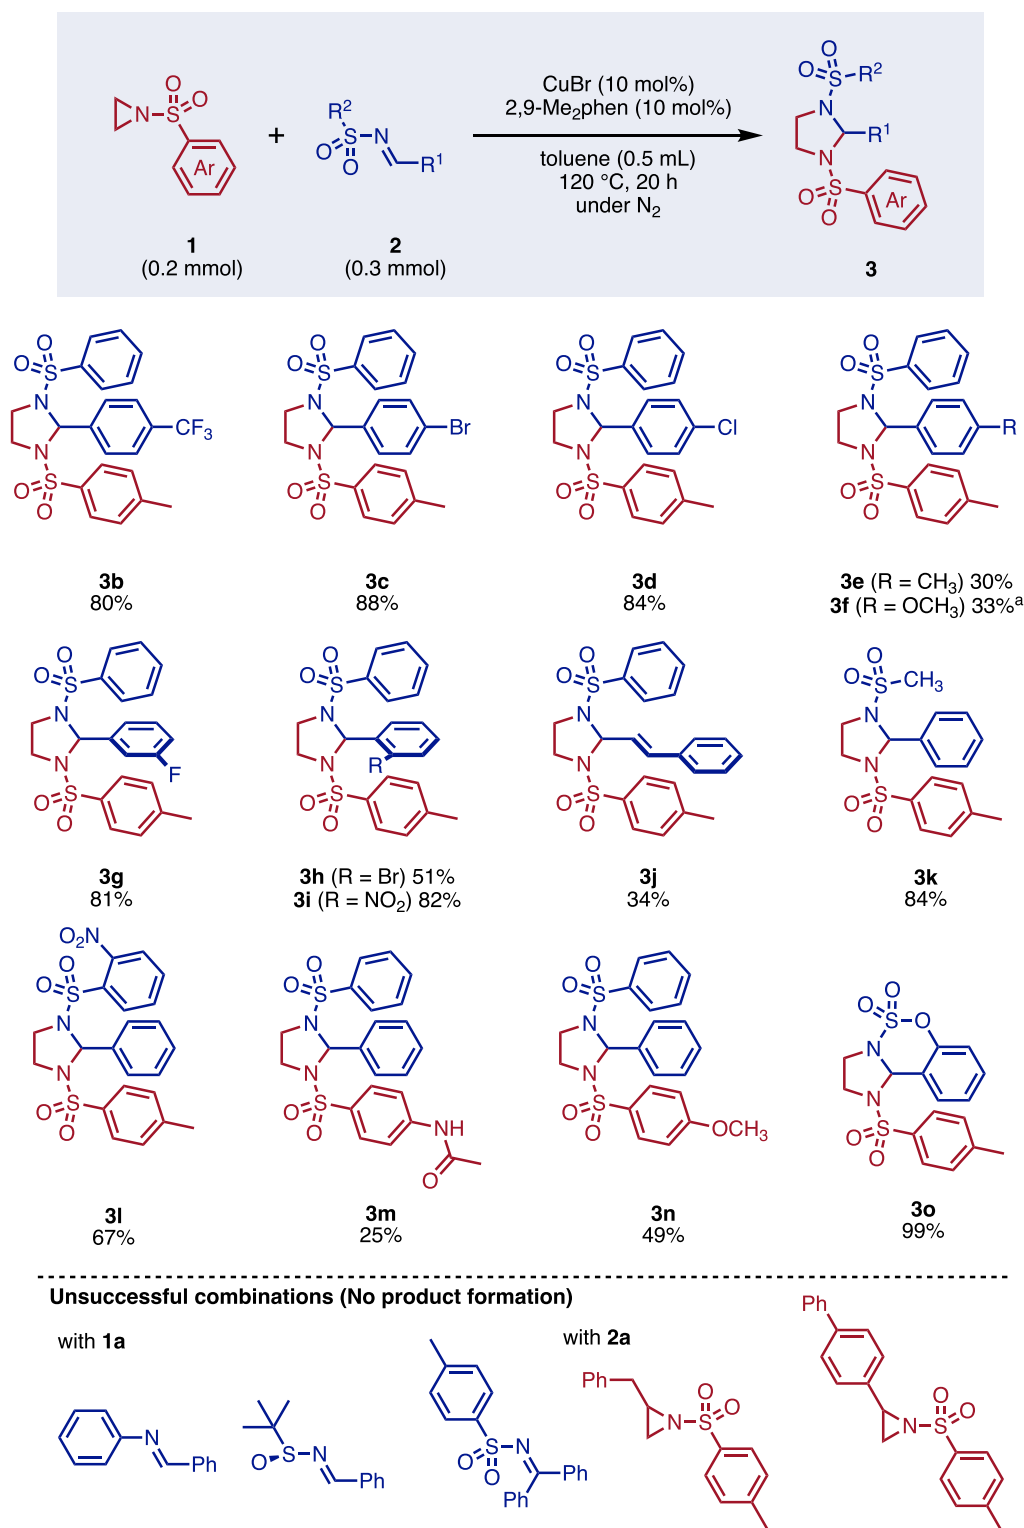 CuBr (10 mol%)
2,9-Me₂phen (10 mol%)
toluene (0.5 mL)
120 °C, 20 h
under N₂
N S O O Ar
+
R² S O O N R¹
O O S R² N R¹ N O S O Ar
1
(0.2 mmol)
2
(0.3 mmol)
3
O O S N N CF₃ O S O
O O S N N Br O S O
O O S N N Cl O S O
O O S N N R O S O
3b
80%
3c
88%
3d
84%
3e (R = CH₃) 30%
3f (R = OCH₃) 33%ᵃ
O O S N N F O S O
O O S N N R O S O
O O S N N O S O
O O S CH₃ N N O S O
3g
81%
3h (R = Br) 51%
3i (R = NO₂) 82%
3j
34%
3k
84%
O₂N O O S N N O S O
O O S N N O S O NH O
O O S N N O S O OCH₃
O O S O N N O S O
3l
67%
3m
25%
3n
49%
3o
99%
Unsuccessful combinations (No product formation)
with 1a
with 2a
N Ph
O S N Ph
O S O N Ph Ph
Ph N S O O
Ph N S O O